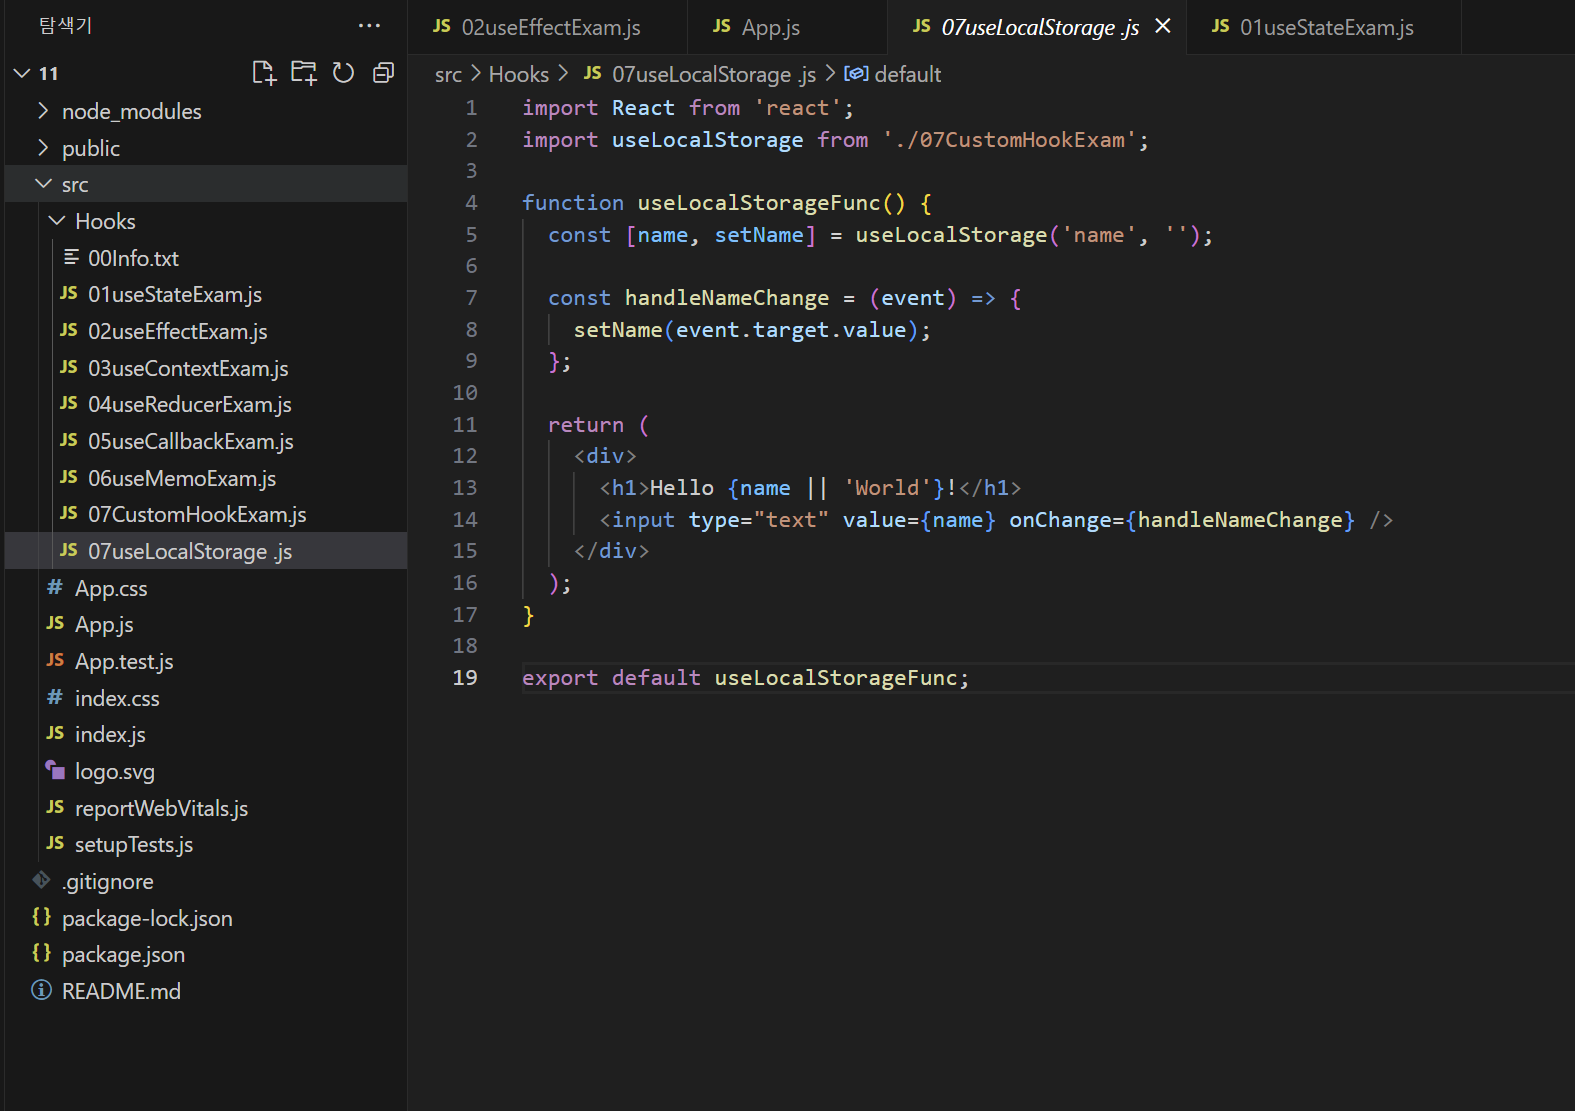 탐색기
11
node_modules
public
src
Hooks
00Info.txt
JS 01useStateExam.js
JS 02useEffectExam.js
JS 03useContextExam.js
JS 04useReducerExam.js
JS 05useCallbackExam.js
JS 06useMemoExam.js
JS 07CustomHookExam.js
JS 07useLocalStorage .js
# App.css
JS App.js
JS App.test.js
# index.css
JS index.js
logo.svg
JS reportWebVitals.js
JS setupTests.js
.gitignore
{} package-lock.json
{} package.json
README.md
JS 02useEffectExam.js
JS App.js
JS 07useLocalStorage .js
JS 01useStateExam.js
src > Hooks > JS 07useLocalStorage .js > default
1 import React from 'react';
2 import useLocalStorage from './07CustomHookExam';
3
4 function useLocalStorageFunc() {
5 const [name, setName] = useLocalStorage('name', '');
6
7 const handleNameChange = (event) => {
8 setName(event.target.value);
9 };
10
11 return (
12 <div>
13 <h1>Hello {name || 'World'}!</h1>
14 <input type="text" value={name} onChange={handleNameChange} />
15 </div>
16 );
17 }
18
19 export default useLocalStorageFunc;